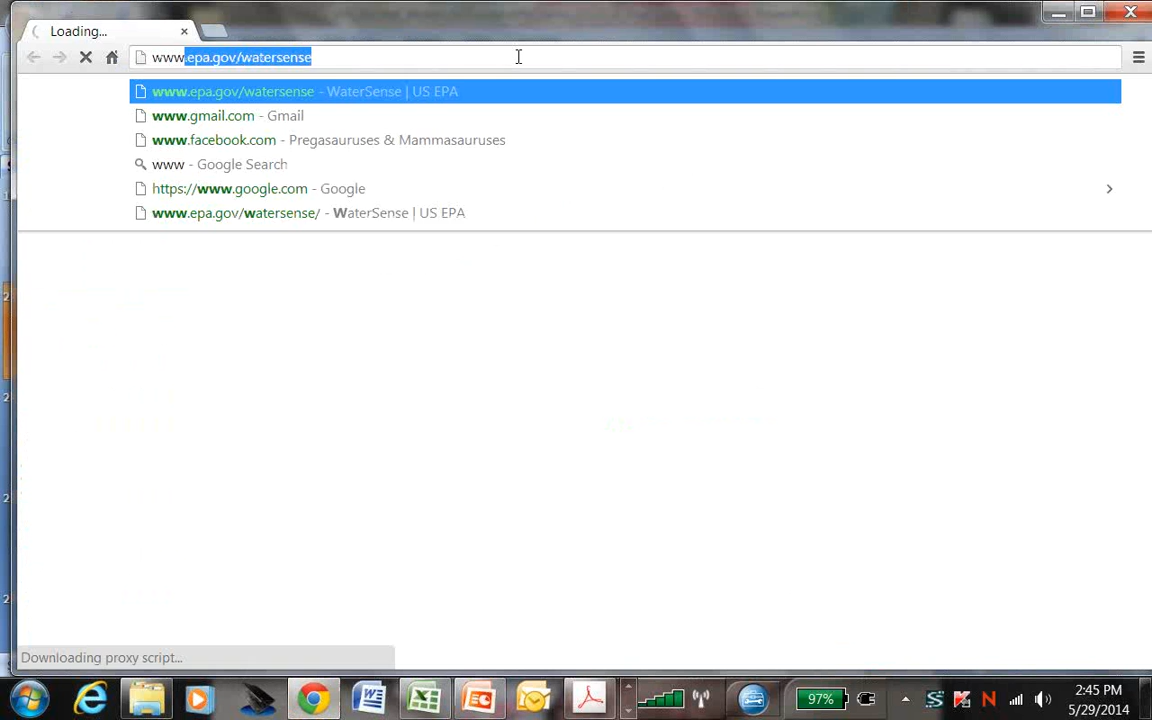 Loading...
www.epa.gov/watersense
www.epa.gov/watersense - WaterSense | US EPA
www.gmail.com - Gmail
www.facebook.com - Pregasauruses & Mammasauruses
www - Google Search
https://www.google.com - Google
www.epa.gov/watersense/ - WaterSense | US EPA
Downloading proxy script...
97%
2:45 PM
5/29/2014